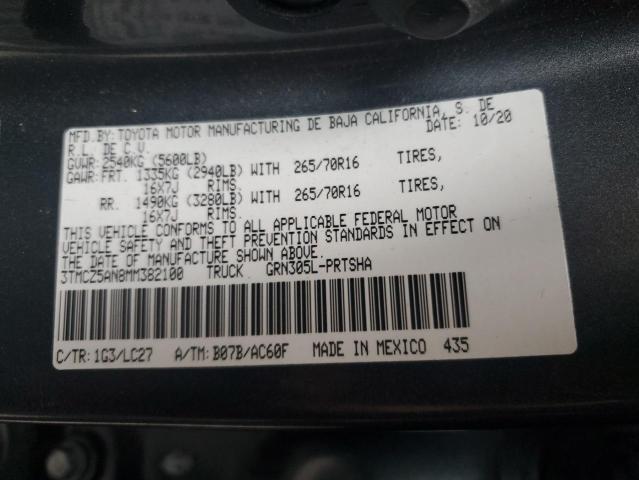 MFD.BY:TOYOTA MOTOR MANUFACTURING DE BAJA CALIFORNIA, S. DE
R.L. DE C.V. DATE: 10/20
GVWR:2540KG (5600LB)
GAWR:FRT. 1335KG (2940LB) WITH 265/70R16 TIRES,
16X7J RIMS.
RR. 1490KG (3280LB) WITH 265/70R16 TIRES,
16X7J RIMS.
THIS VEHICLE CONFORMS TO ALL APPLICABLE FEDERAL MOTOR
VEHICLE SAFETY AND THEFT PREVENTION STANDARDS IN EFFECT ON
THE DATE OF MANUFACTURE SHOWN ABOVE.
3TMCZ5AN8MM382100 TRUCK GRN305L-PRTSHA
C/TR: 1G3/LC27 A/TM: B07B/AC60F MADE IN MEXICO 435